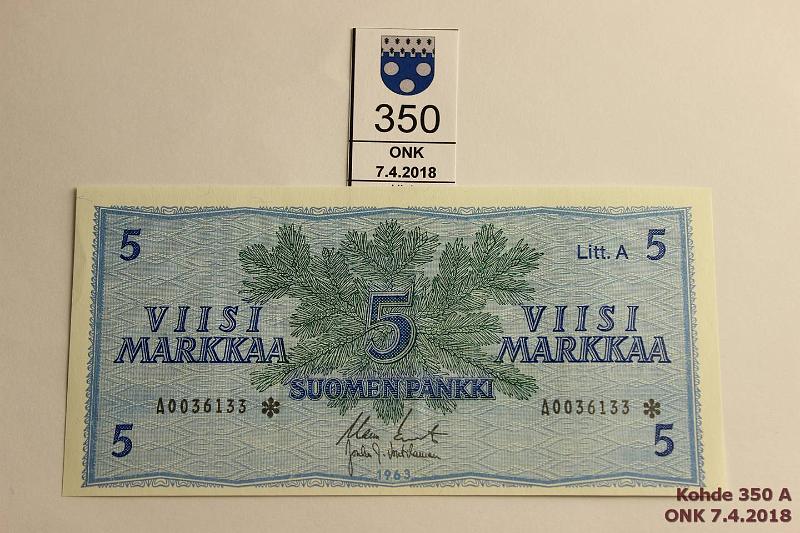 350
ONK
7.4.2018
5 5
Litt. A
VIISI MARKKAA
5
VIISI MARKKAA
SUOMEN PANKKI
A0036133 * A0036133 *
5 5
1963
Kohde 350 A
ONK 7.4.2018